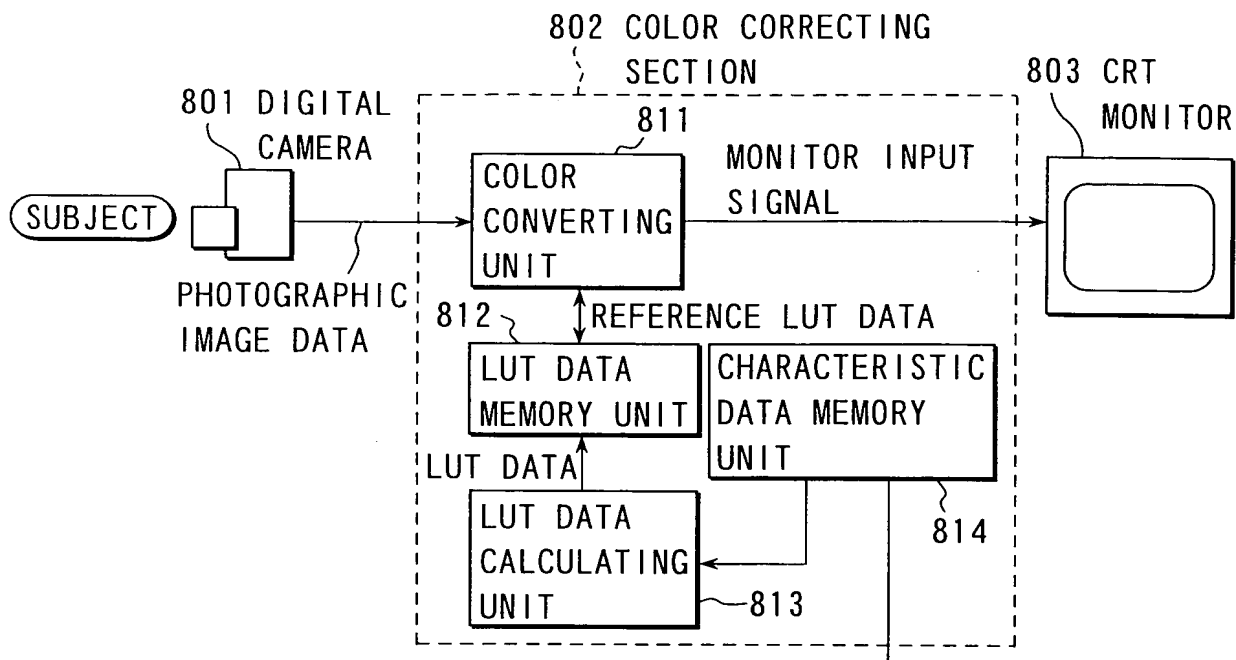 802 COLOR CORRECTING
SECTION
803 CRT
MONITOR
801 DIGITAL
CAMERA
811
SUBJECT
COLOR
CONVERTING
UNIT
MONITOR INPUT
SIGNAL
PHOTOGRAPHIC
IMAGE DATA
812
REFERENCE LUT DATA
LUT DATA
MEMORY UNIT
CHARACTERISTIC
DATA MEMORY
UNIT
LUT DATA
814
LUT DATA
CALCULATING
UNIT
813